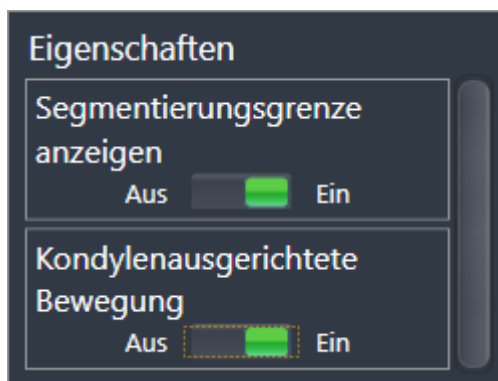 Eigenschaften
Segmentierungsgrenze
anzeigen
Aus Ein
Kondylenausgerichtete
Bewegung
Aus Ein